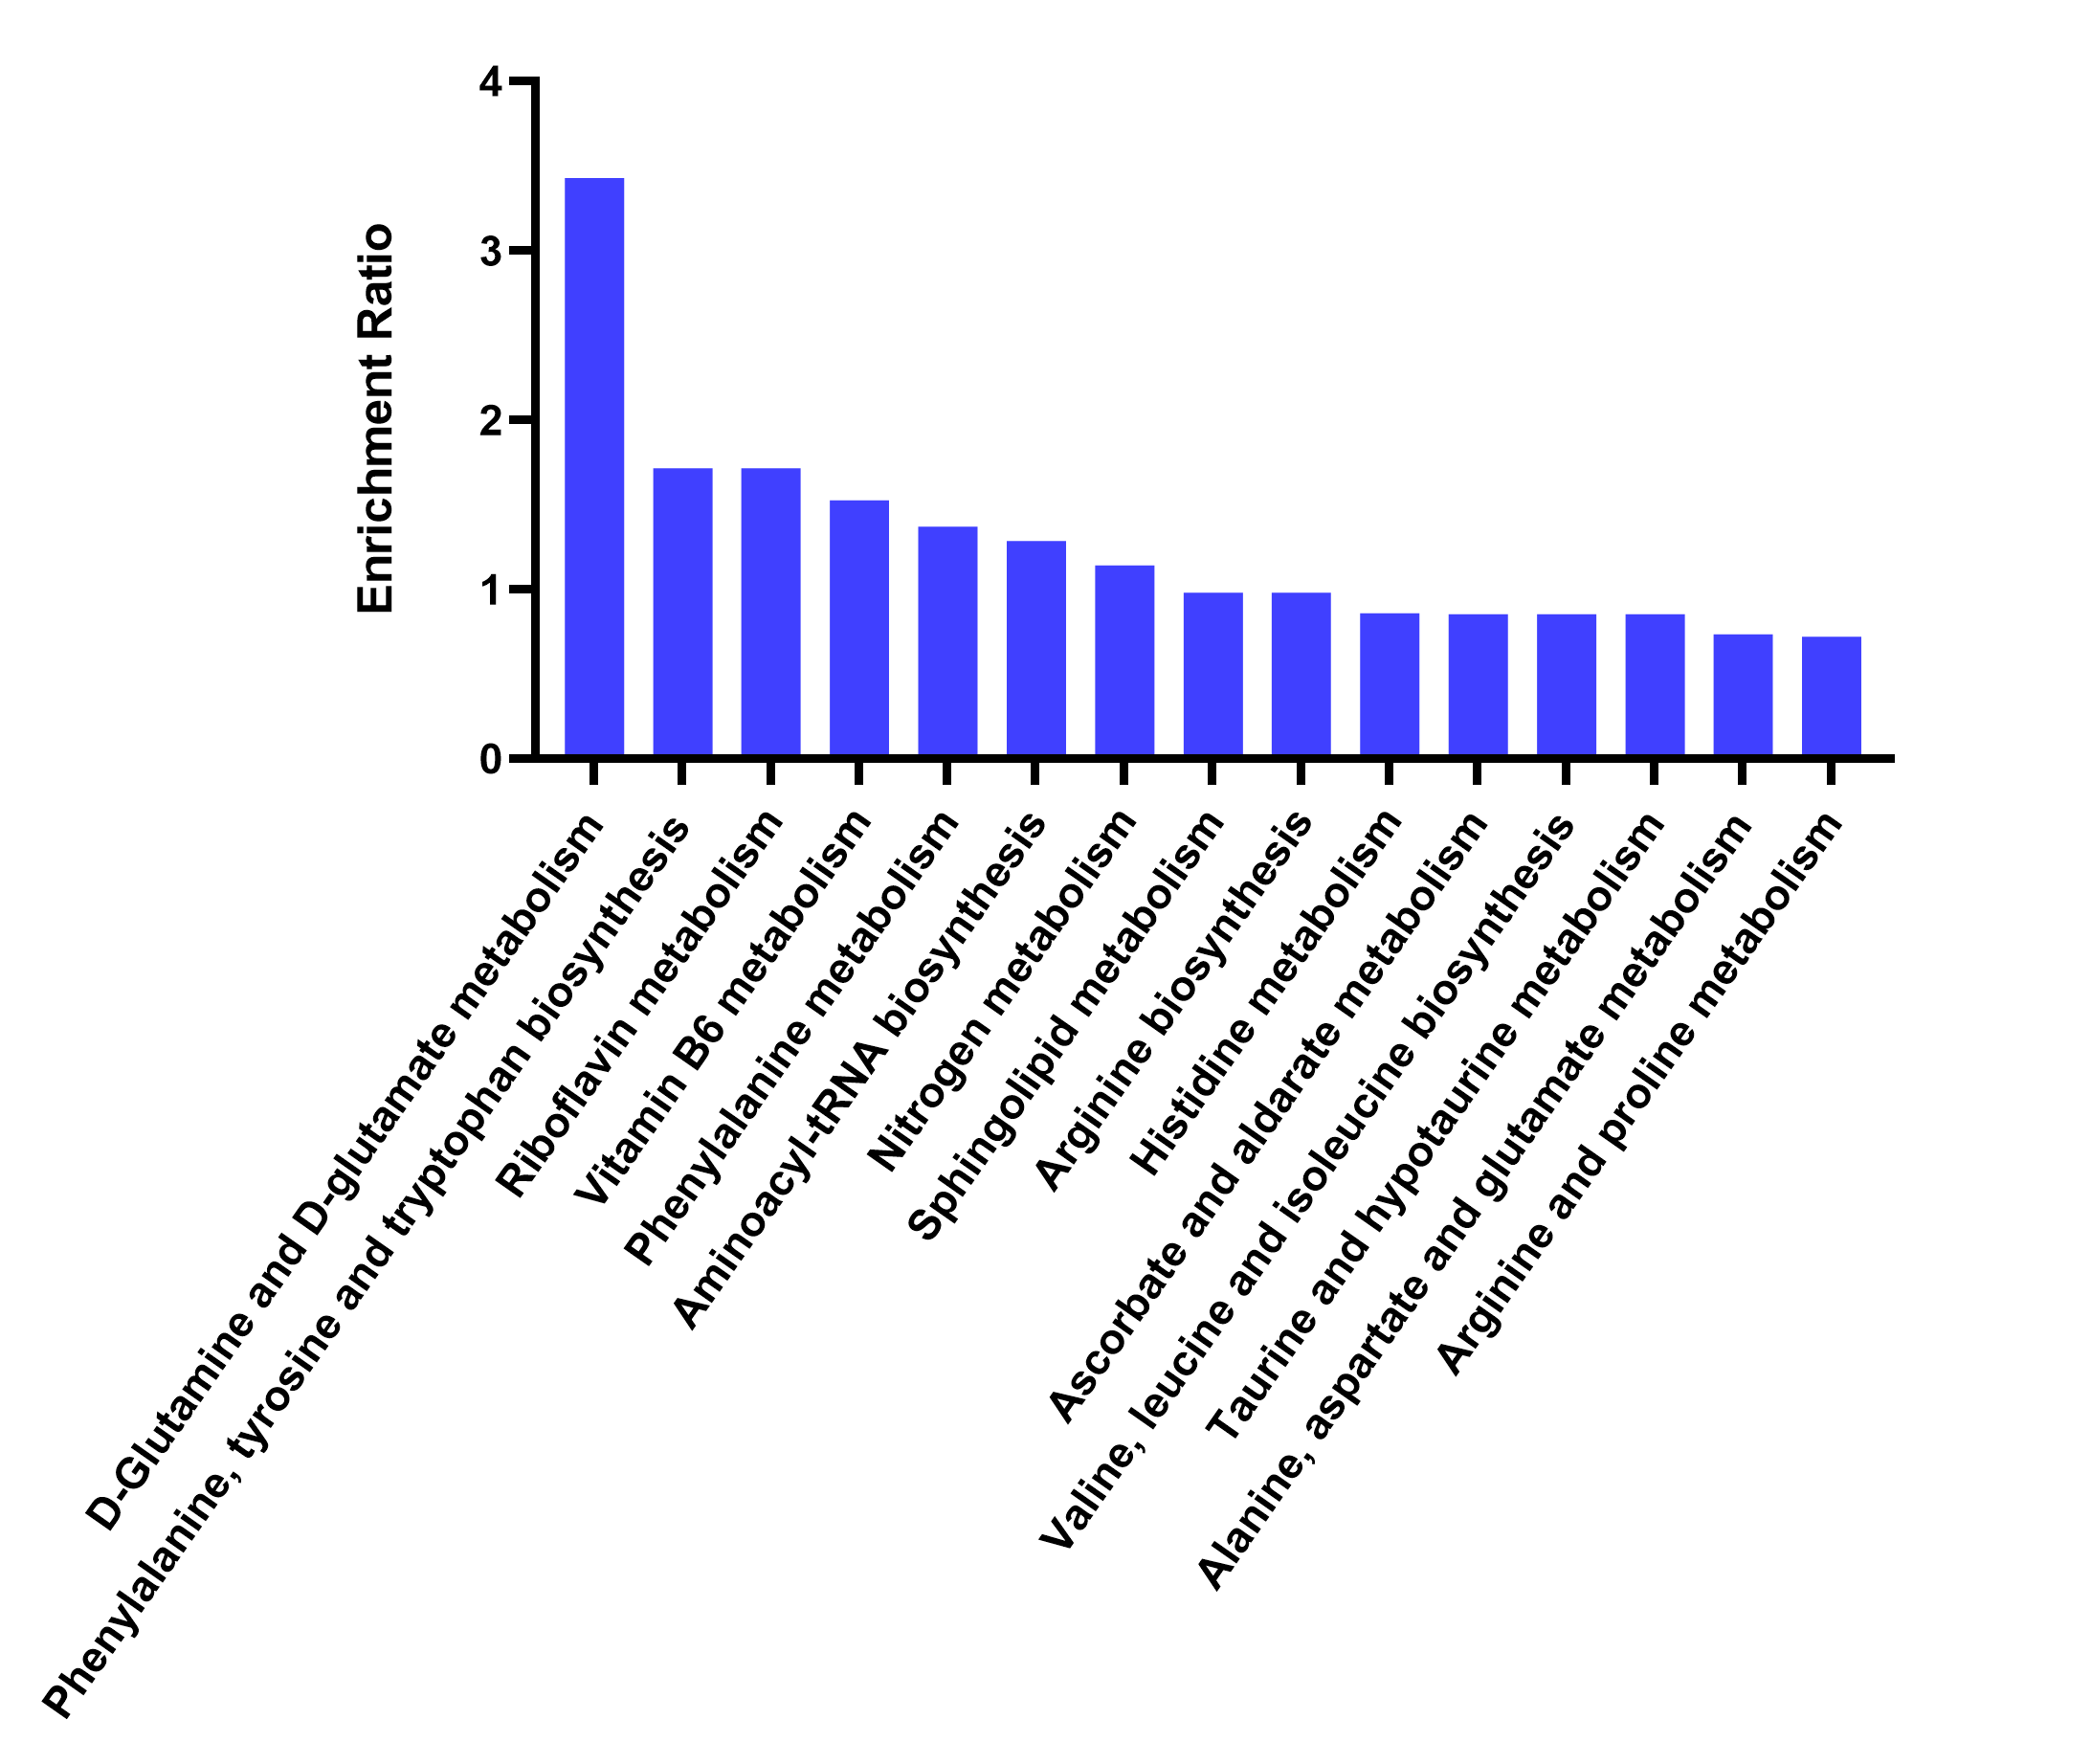 4
3
2
1
0
Enrichment Ratio
D-Glutamine and D-glutamate metabolism
Phenylalanine, tyrosine and tryptophan biosynthesis
Riboflavin metabolism
Vitamin B6 metabolism
Phenylalanine metabolism
Aminoacyl-tRNA biosynthesis
Nitrogen metabolism
Sphingolipid metabolism
Arginine biosynthesis
Histidine metabolism
Ascorbate and aldarate metabolism
Valine, leucine and isoleucine biosynthesis
Taurine and hypotaurine metabolism
Alanine, aspartate and glutamate metabolism
Arginine and proline metabolism